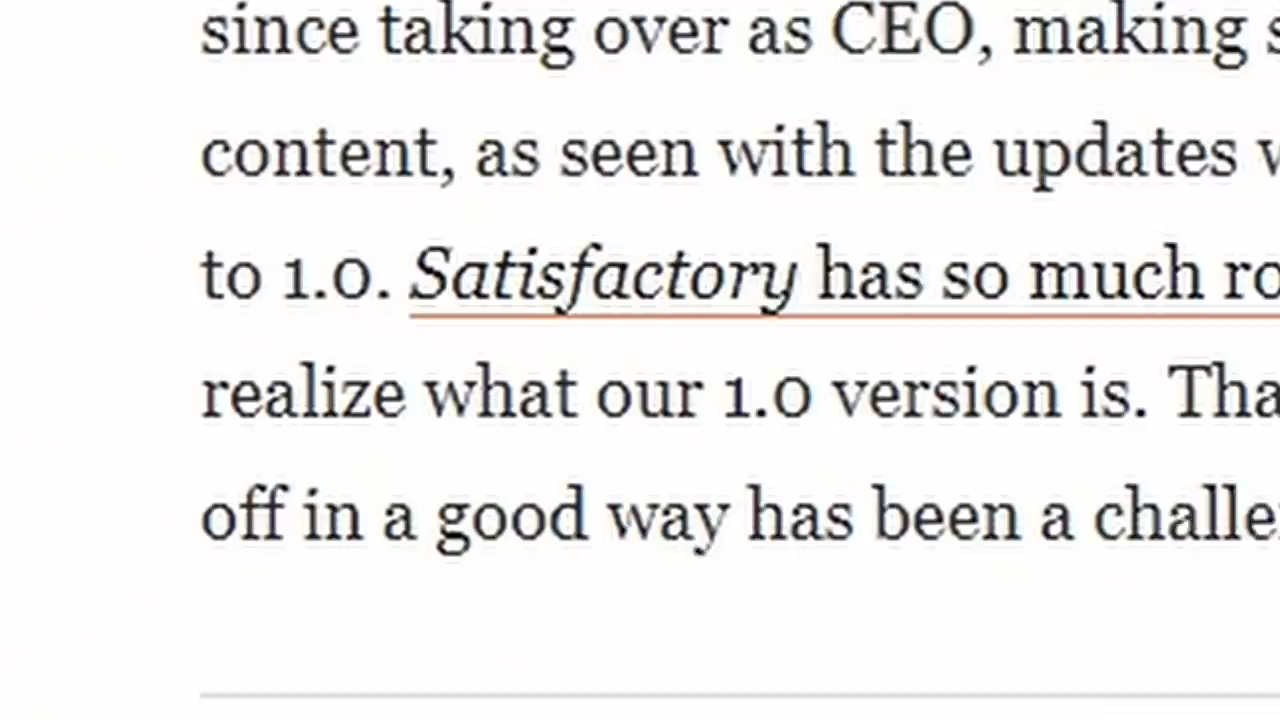 since taking over as CEO, making
content, as seen with the updates
to 1.0. Satisfactory has so much
realize what our 1.0 version is.
off in a good way has been a